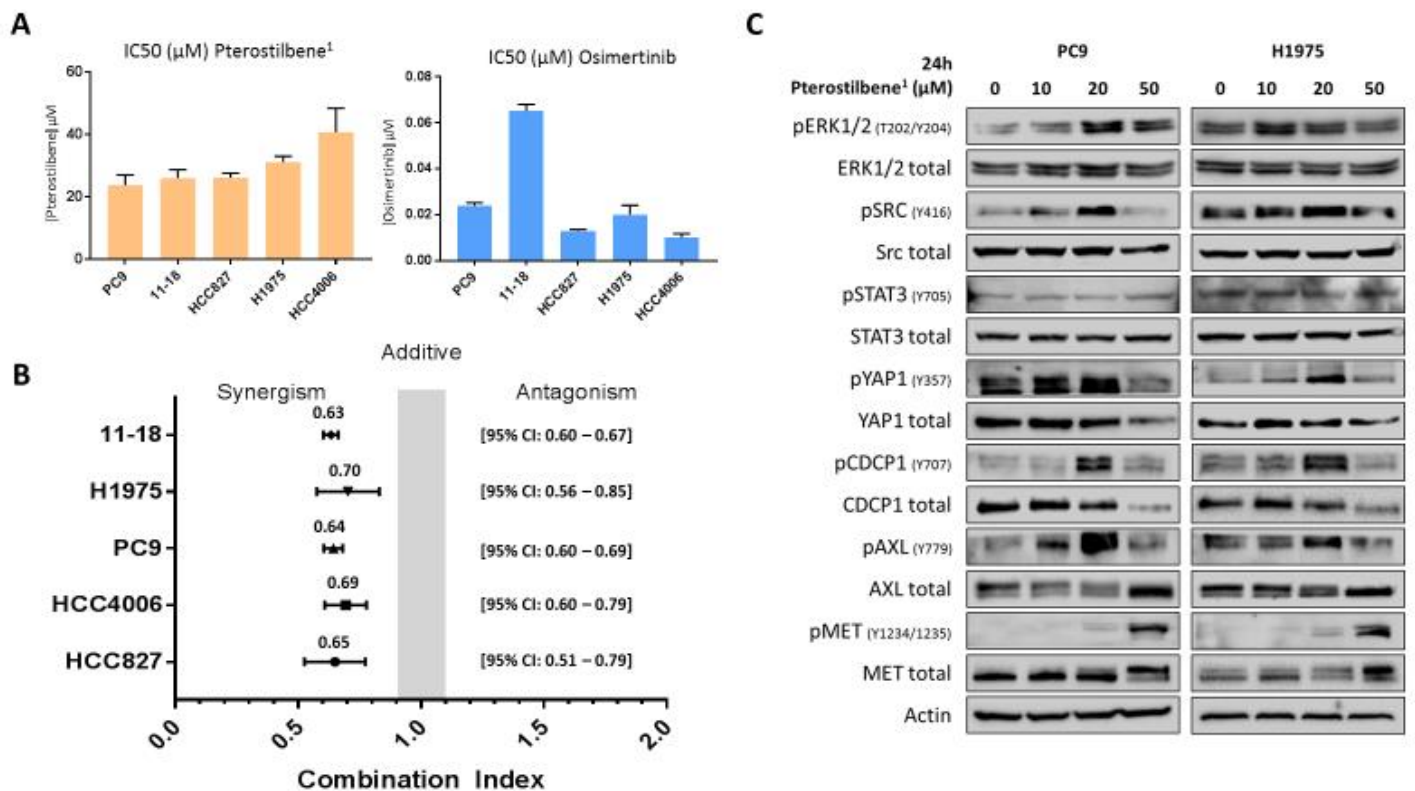 A
IC50 (µM) Pterostilbene¹
[Pterostilbene] µM
60
40
20
0
PC9
11-18
HCC827
H1975
HCC4006
IC50 (µM) Osimertinib
[Osimertinib] µM
0.08
0.06
0.04
0.02
0.00
PC9
11-18
HCC827
H1975
HCC4006
B
Additive
Synergism
Antagonism
11-18
0.63
[95% CI: 0.60 – 0.67]
H1975
0.70
[95% CI: 0.56 – 0.85]
PC9
0.64
[95% CI: 0.60 – 0.69]
HCC4006
0.69
[95% CI: 0.60 – 0.79]
HCC827
0.65
[95% CI: 0.51 – 0.79]
0.0
0.5
1.0
1.5
2.0
Combination Index
C
PC9
H1975
24h
Pterostilbene¹ (µM) 0 10 20 50 0 10 20 50
pERK1/2 (T202/Y204)
ERK1/2 total
pSRC (Y416)
Src total
pSTAT3 (Y705)
STAT3 total
pYAP1 (Y357)
YAP1 total
pCDCP1 (Y707)
CDCP1 total
pAXL (Y779)
AXL total
pMET (Y1234/1235)
MET total
Actin